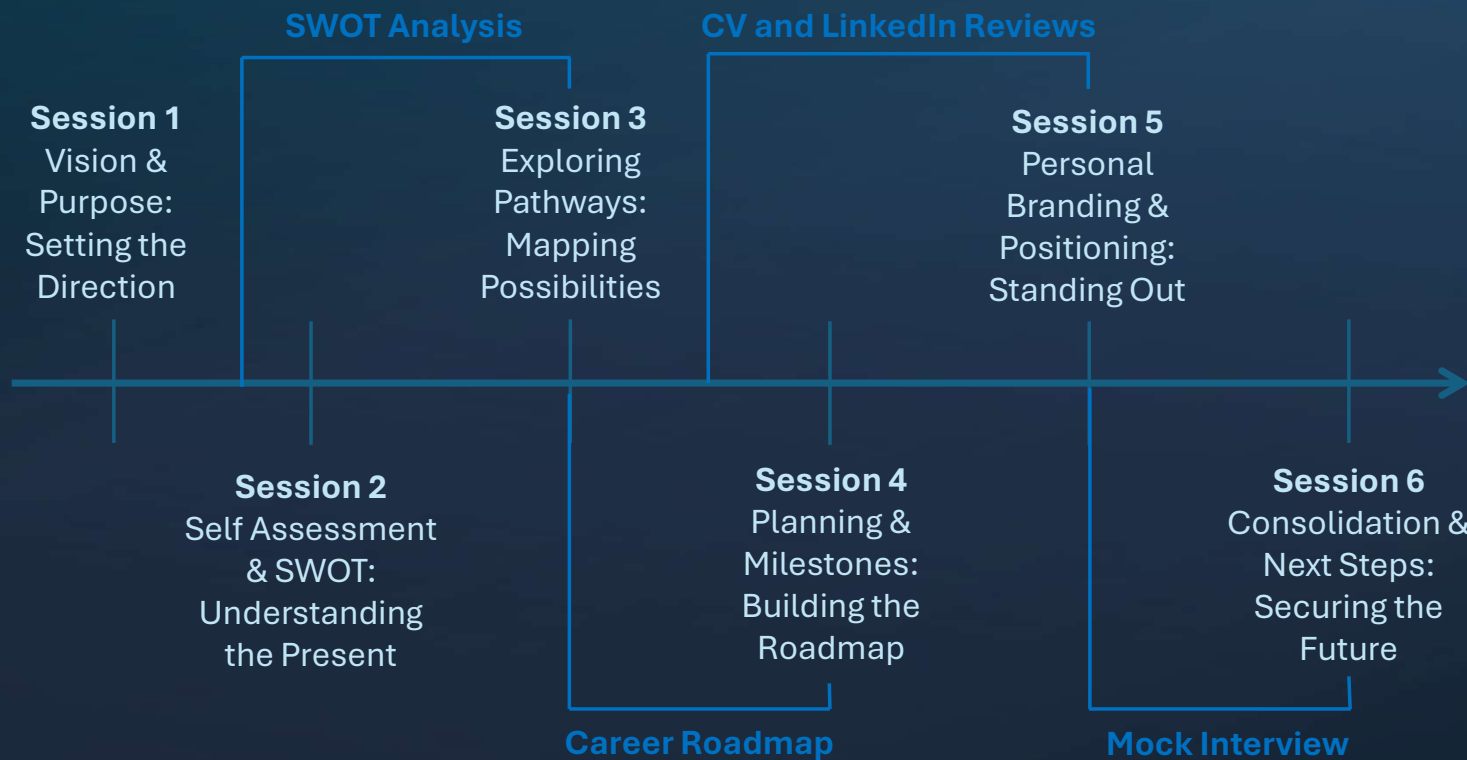 SWOT Analysis
CV and LinkedIn Reviews
Session 1
Vision &
Purpose:
Setting the
Direction
Session 3
Exploring
Pathways:
Mapping
Possibilities
Session 5
Personal
Branding &
Positioning:
Standing Out
Session 2
Self Assessment
& SWOT:
Understanding
the Present
Session 4
Planning &
Milestones:
Building the
Roadmap
Session 6
Consolidation &
Next Steps:
Securing the
Future
Career Roadmap
Mock Interview